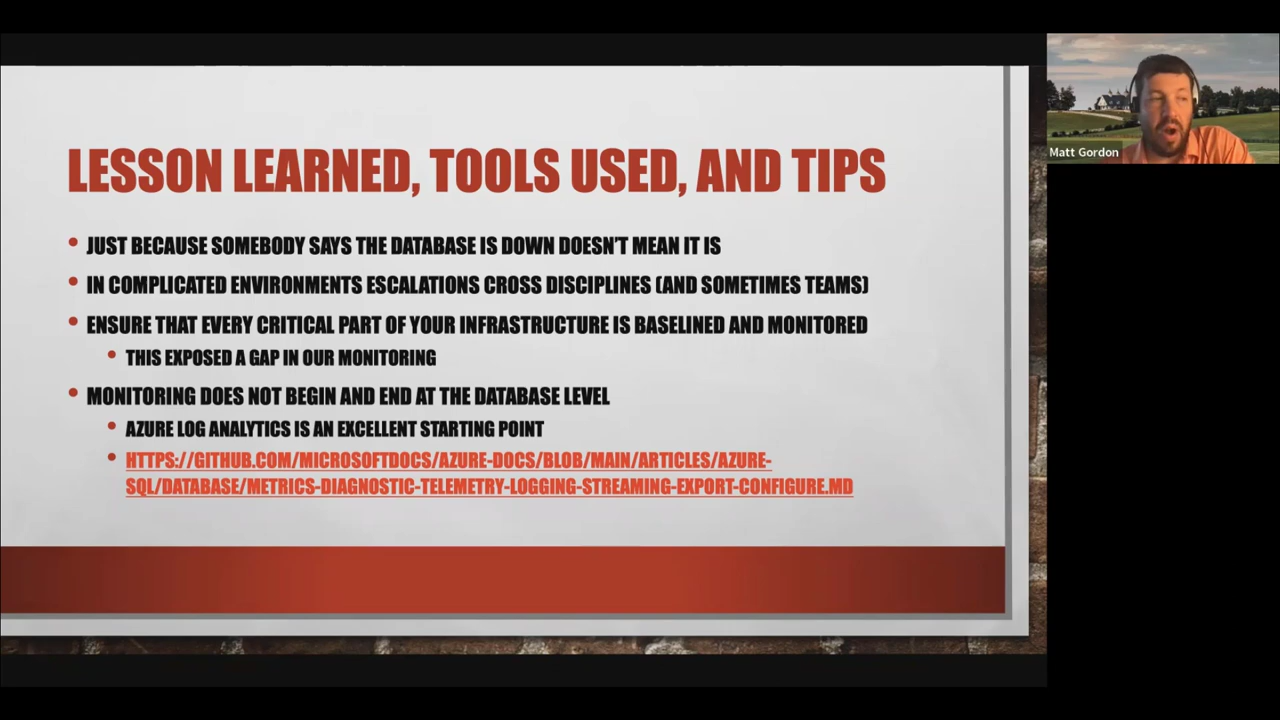 LESSON LEARNED, TOOLS USED, AND TIPS
JUST BECAUSE SOMEBODY SAYS THE DATABASE IS DOWN DOESN'T MEAN IT IS
IN COMPLICATED ENVIRONMENTS ESCALATIONS CROSS DISCIPLINES (AND SOMETIMES TEAMS)
ENSURE THAT EVERY CRITICAL PART OF YOUR INFRASTRUCTURE IS BASELINED AND MONITORED
THIS EXPOSED A GAP IN OUR MONITORING
MONITORING DOES NOT BEGIN AND END AT THE DATABASE LEVEL
AZURE LOG ANALYTICS IS AN EXCELLENT STARTING POINT
HTTPS://GITHUB.COM/MICROSOFTDOCS/AZURE-DOCS/BLOB/MAIN/ARTICLES/AZURE-
SQL/DATABASE/METRICS-DIAGNOSTIC-TELEMETRY-LOGGING-STREAMING-EXPORT-CONFIGURE.MD
Matt Gordon